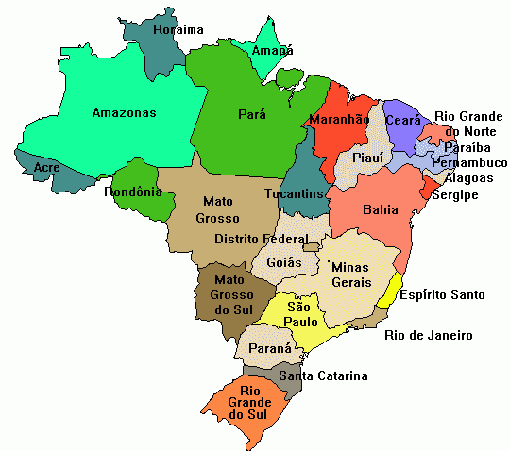 Horaima
Amapá
Amazonas
Pará
Maranhão
Ceará
Rio Grande
do Norte
Piauí
Paraíba
Pernambuco
Acre
Alagoas
Rondônia
Tucantins
Sergipe
Mato
Grosso
Bahia
Distrito Federal
Goiás
Minas
Gerais
Mato
Grosso
do Sul
Espírito Santo
São
Paulo
Rio de Janeiro
Paraná
Santa Catarina
Rio
Grande
do Sul